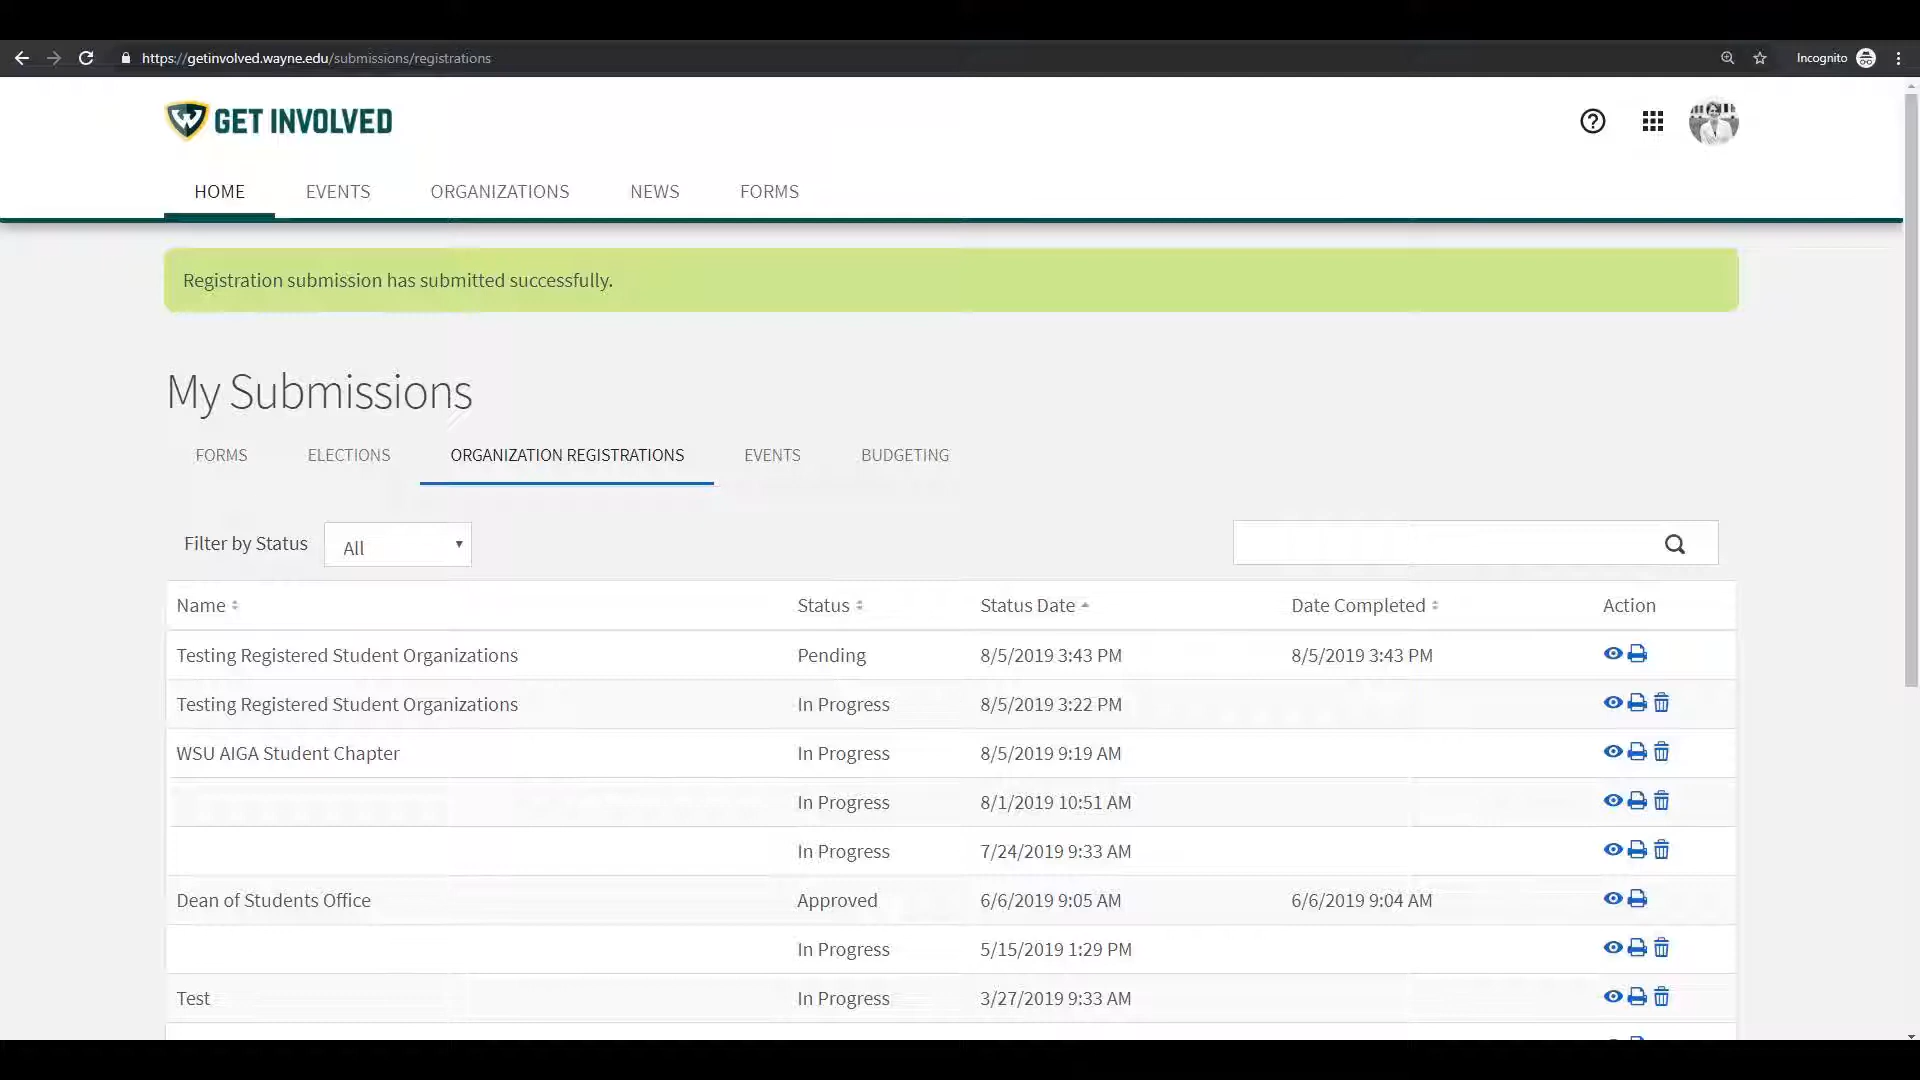 https://getinvolved.wayne.edu/submissions/registrations
Incognito
W GET INVOLVED
HOME EVENTS ORGANIZATIONS NEWS FORMS
Registration submission has submitted successfully.
My Submissions
FORMS ELECTIONS ORGANIZATION REGISTRATIONS EVENTS BUDGETING
Filter by Status All
Name Status Status Date Date Completed Action
Testing Registered Student Organizations Pending 8/5/2019 3:43 PM 8/5/2019 3:43 PM
Testing Registered Student Organizations In Progress 8/5/2019 3:22 PM
WSU AIGA Student Chapter In Progress 8/5/2019 9:19 AM
In Progress 8/1/2019 10:51 AM
In Progress 7/24/2019 9:33 AM
Dean of Students Office Approved 6/6/2019 9:05 AM 6/6/2019 9:04 AM
In Progress 5/15/2019 1:29 PM
Test In Progress 3/27/2019 9:33 AM